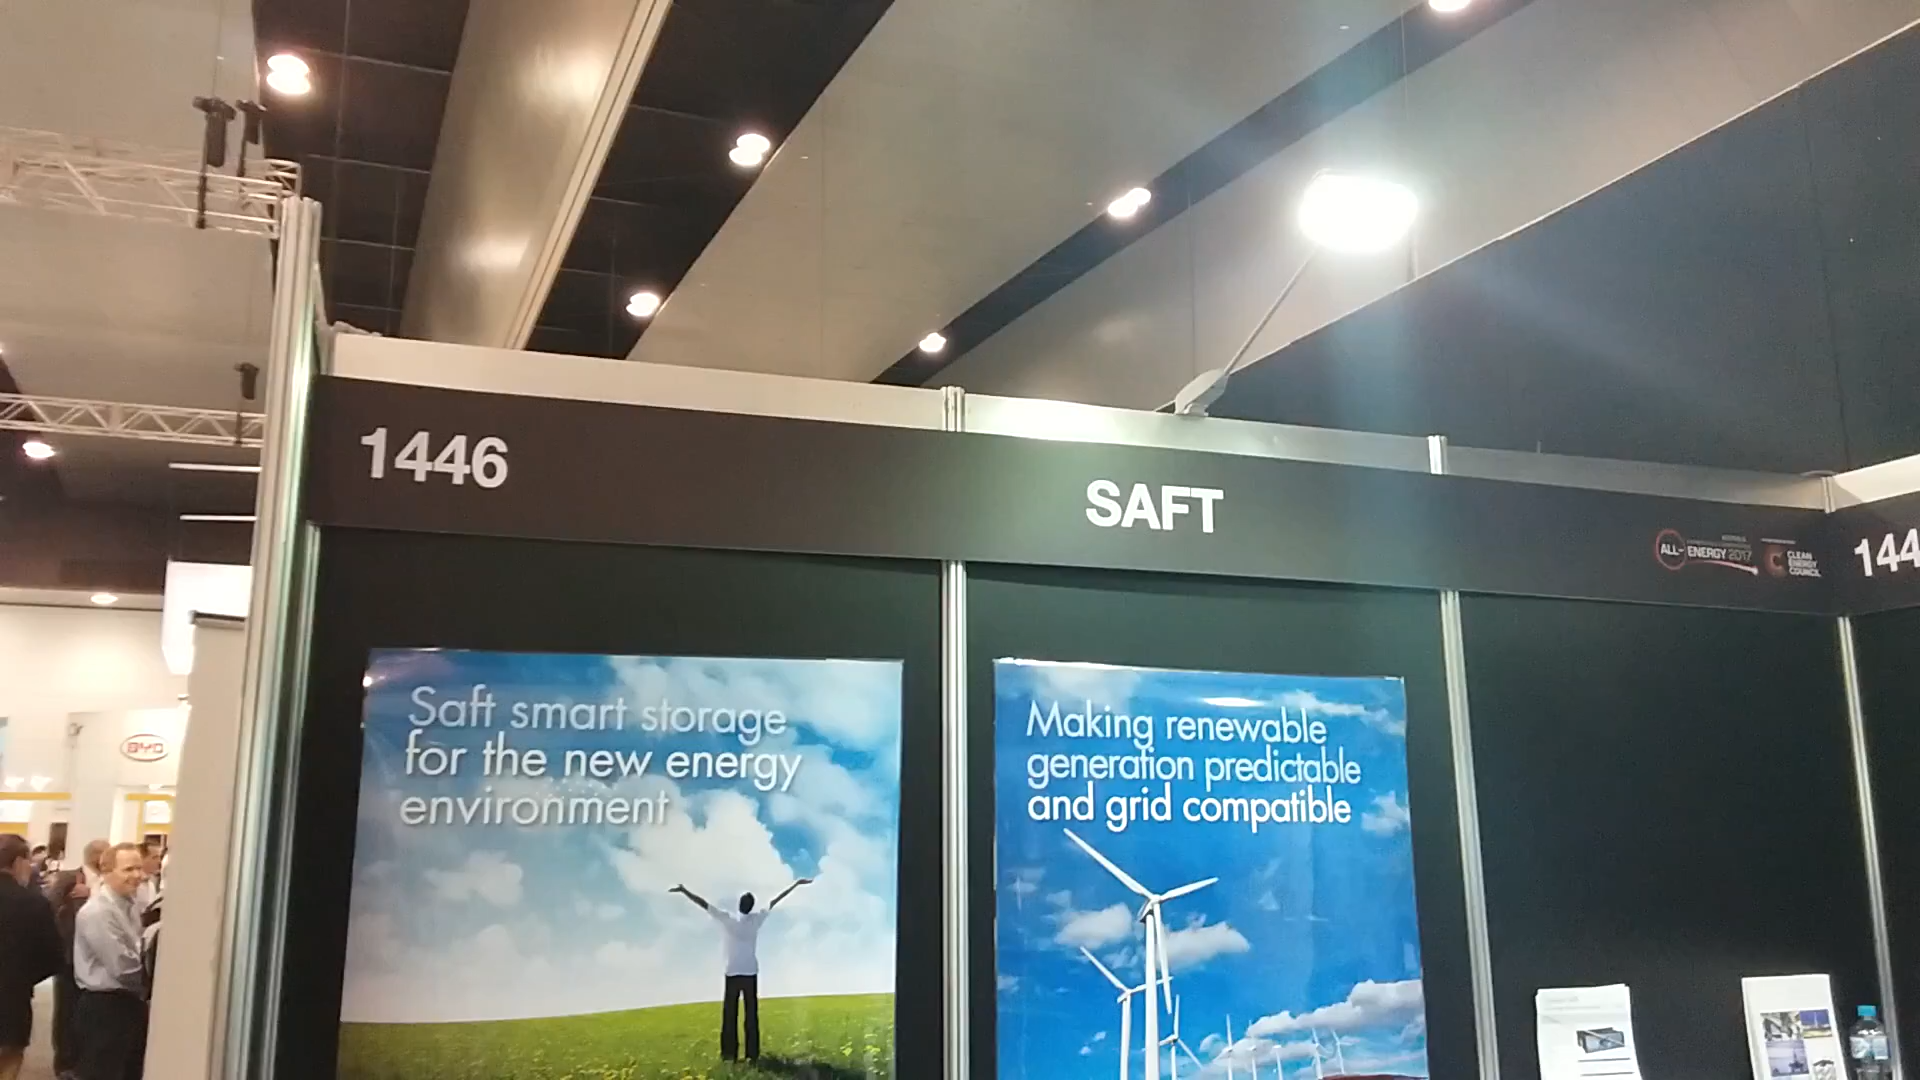 1446
SAFT
ALL-ENERGY 2017
CLEAN
ENERGY
COUNCIL
144
Saft smart storage
for the new energy
environment
Making renewable
generation predictable
and grid compatible
BYD